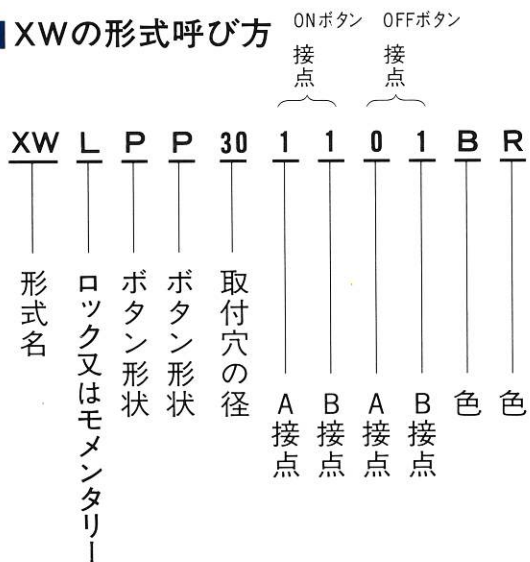 XWの形式呼び方
ONボタン OFFボタン
接点 接点
XW L P P 30 1 1 0 1 B R
形式名
ロック又はモメンタリー
ボタン形状
ボタン形状
取付穴の径
A接点
B接点
A接点
B接点
色
色